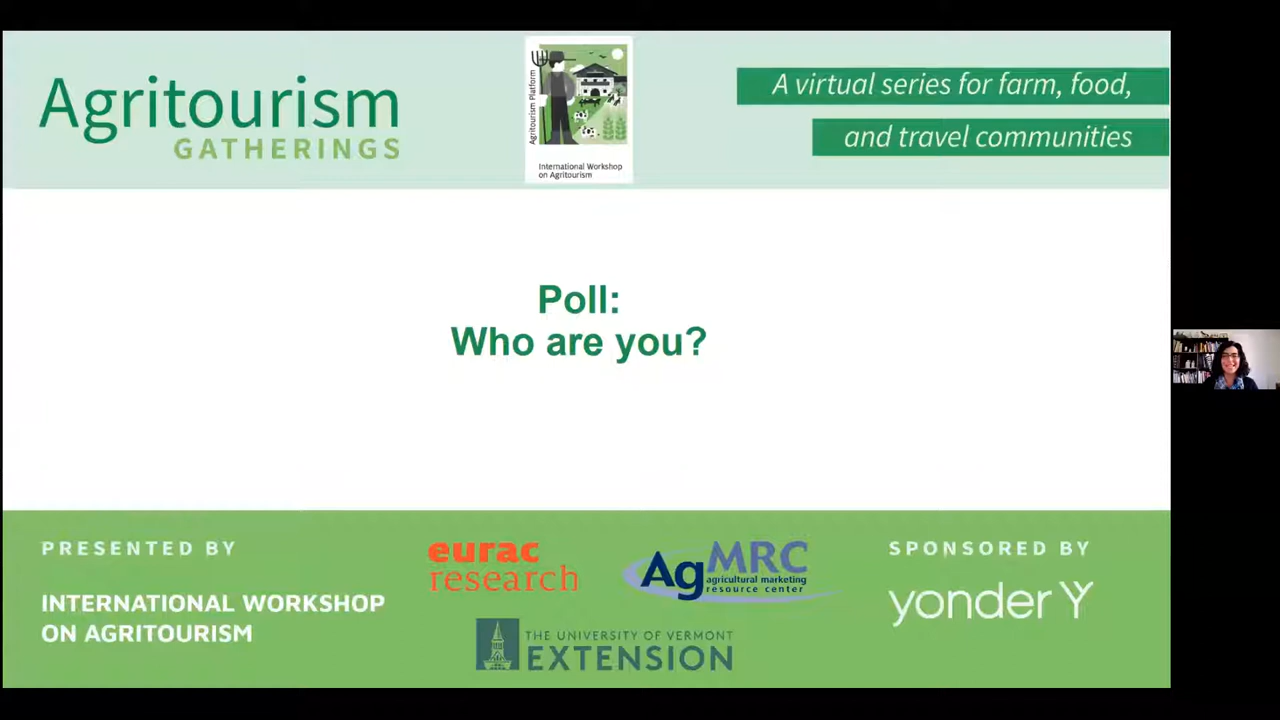 Agritourism
GATHERINGS
Agritourism Platform
International Workshop
on Agritourism
A virtual series for farm, food,
and travel communities
Poll:
Who are you?
PRESENTED BY
INTERNATIONAL WORKSHOP
ON AGRITOURISM
eurac
research
AgMRC
agricultural marketing
resource center
THE UNIVERSITY OF VERMONT
EXTENSION
SPONSORED BY
yonder Y